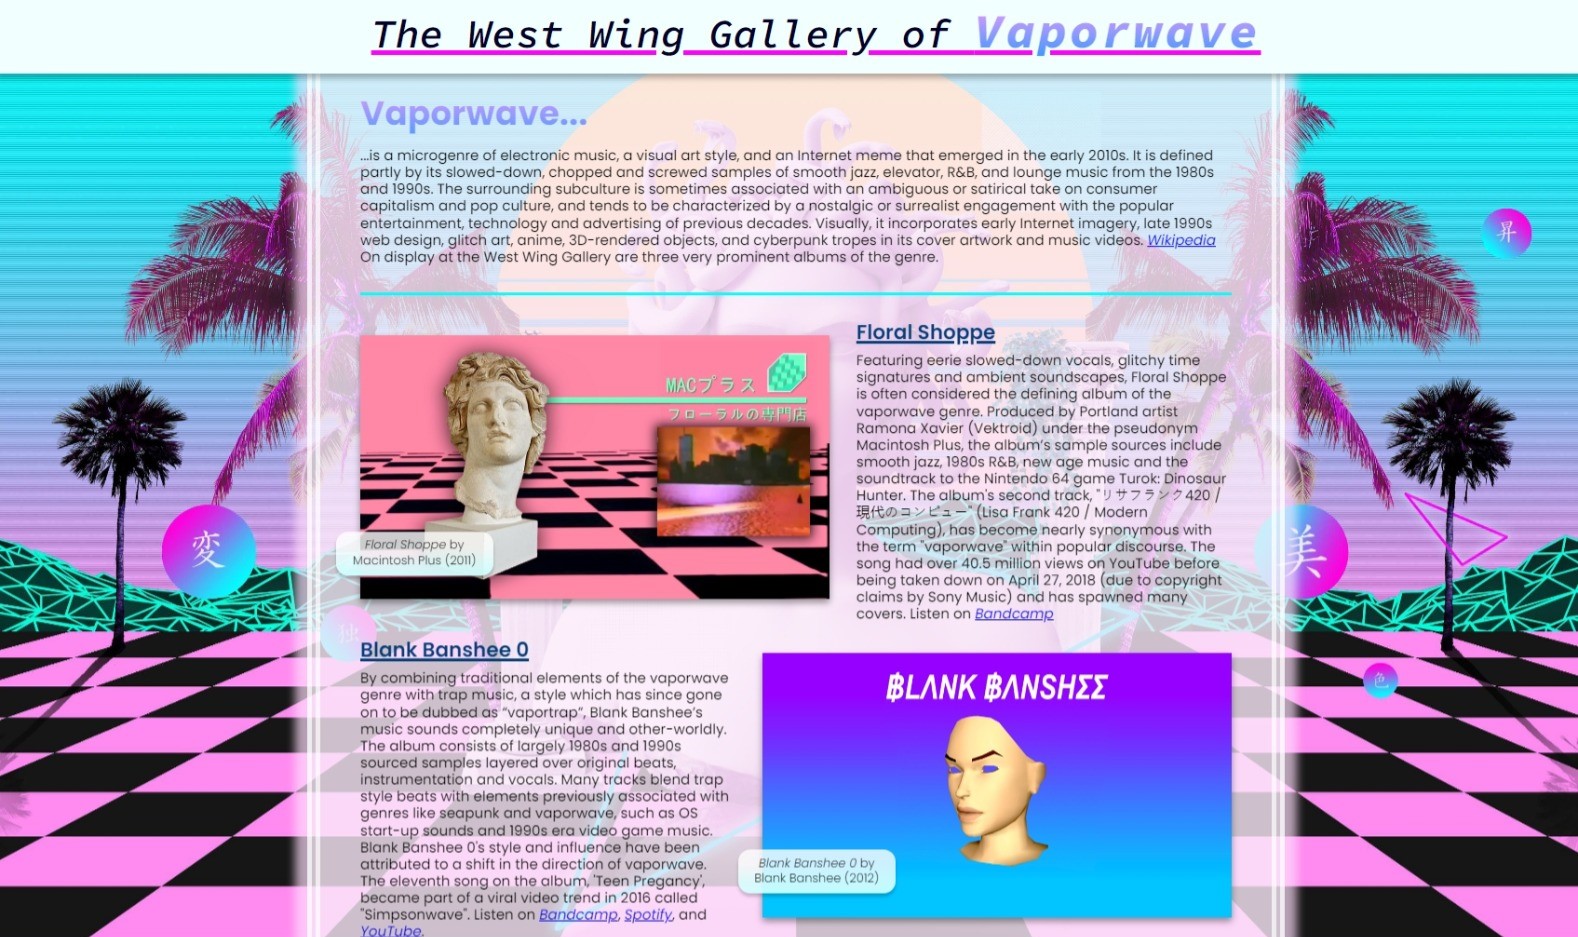 The West Wing Gallery of Vaporwave
Vaporwave...
...is a microgenre of electronic music, a visual art style, and an Internet meme that emerged in the early 2010s. It is defined
partly by its slowed-down, chopped and screwed samples of smooth jazz, elevator, R&B, and lounge music from the 1980s
and 1990s. The surrounding subculture is sometimes associated with an ambiguous or satirical take on consumer
capitalism and pop culture, and tends to be characterized by a nostalgic or surrealist engagement with the popular
entertainment, technology and advertising of previous decades. Visually, it incorporates early Internet imagery, late 1990s
web design, glitch art, anime, 3D-rendered objects, and cyberpunk tropes in its cover artwork and music videos. Wikipedia
On display at the West Wing Gallery are three very prominent albums of the genre.
MACプラス
フローラルの専門店
Floral Shoppe by
Macintosh Plus (2011)
Floral Shoppe
Featuring eerie slowed-down vocals, glitchy time
signatures and ambient soundscapes, Floral Shoppe
is often considered the defining album of the
vaporwave genre. Produced by Portland artist
Ramona Xavier (Vektroid) under the pseudonym
Macintosh Plus, the album's sample sources include
smooth jazz, 1980s R&B, new age music and the
soundtrack to the Nintendo 64 game Turok: Dinosaur
Hunter. The album's second track, "リサフランク420 /
現代のコンピュー" (Lisa Frank 420 / Modern
Computing), has become nearly synonymous with
the term "vaporwave" within popular discourse. The
song had over 40.5 million views on YouTube before
being taken down on April 27, 2018 (due to copyright
claims by Sony Music) and has spawned many
covers. Listen on Bandcamp
Blank Banshee 0
By combining traditional elements of the vaporwave
genre with trap music, a style which has since gone
on to be dubbed as “vaportrap”, Blank Banshee’s
music sounds completely unique and other-worldly.
The album consists of largely 1980s and 1990s
sourced samples layered over original beats,
instrumentation and vocals. Many tracks blend trap
style beats with elements previously associated with
genres like seapunk and vaporwave, such as OS
start-up sounds and 1990s era video game music.
Blank Banshee 0's style and influence have been
attributed to a shift in the direction of vaporwave.
The eleventh song on the album, 'Teen Pregancy',
became part of a viral video trend in 2016 called
"Simpsonwave". Listen on Bandcamp, Spotify, and
YouTube.
฿LΛNK ฿ΛNSHΣΣ
Blank Banshee 0 by
Blank Banshee (2012)
変
美
昇
色